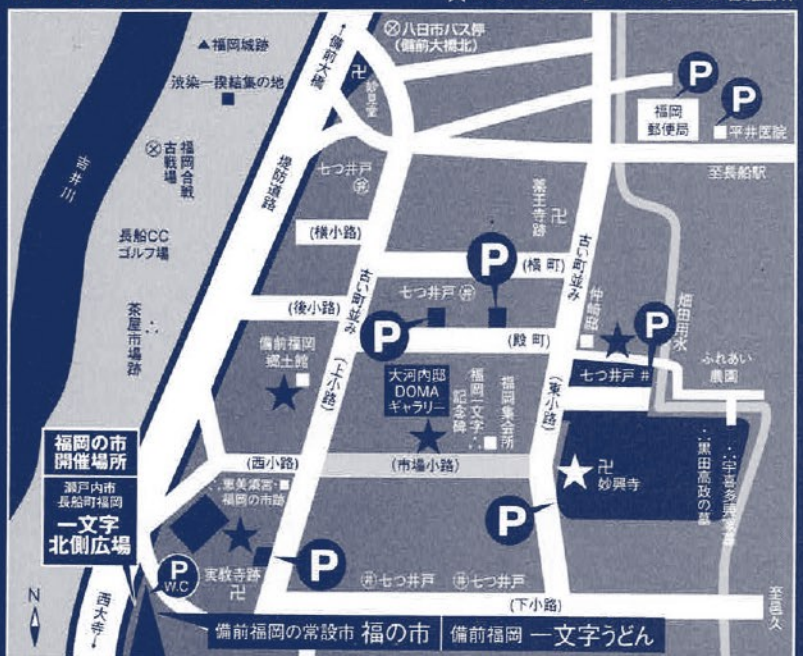 ▲福岡城跡
渋染一揆結集の地
備前大橋
八日市バス停
(備前大橋北)
卍妙見堂
P
P
福岡
郵便局
平井医院
至長船駅
福岡合戦
古戦場
吉井川
堤防道路
七つ井戸
井
薬王寺跡
卍
(横小路)
長船CC
ゴルフ場
古い町並み
P
(横町)
古い町並み
仲﨑邸
畑田用水
茶屋市場跡
(後小路)
七つ井戸 井
P
(殿町)
P
七つ井戸 井
ふれあい
農園
備前福岡
郷土館
(上小路)
大河内邸
DOMA
ギャラリー
福岡一文字
記念碑
福岡集会所
(東小路)
福岡の市
開催場所
瀬戸内市
長船町福岡
一文字
北側広場
(西小路)
(市場小路)
恵美須宮・
福岡の市跡
卍
妙興寺
黒田高政の墓
宇喜多興家墓
P
P
W.C
実教寺跡
卍
P
井七つ井戸
井七つ井戸
(下小路)
至邑久
N
西大寺
備前福岡の常設市 福の市
備前福岡 一文字うどん